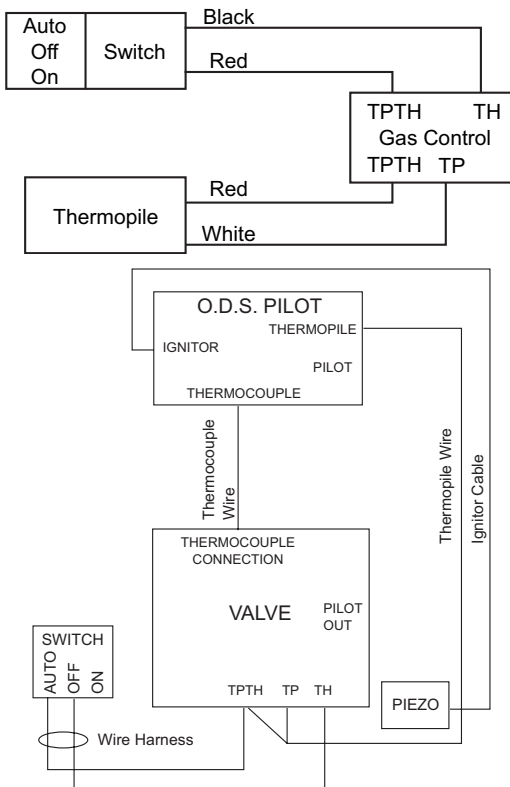 Black
Auto
Off
On
Switch
Red
TPTH TH
Gas Control
TPTH TP
Red
Thermopile
White
O.D.S. PILOT
THERMOPILE
IGNITOR
PILOT
THERMOCOUPLE
Thermocouple
Wire
Thermopile Wire
Ignitor Cable
THERMOCOUPLE
CONNECTION
VALVE
PILOT
OUT
SWITCH
AUTO
OFF
ON
TPTH TP TH
PIEZO
Wire Harness